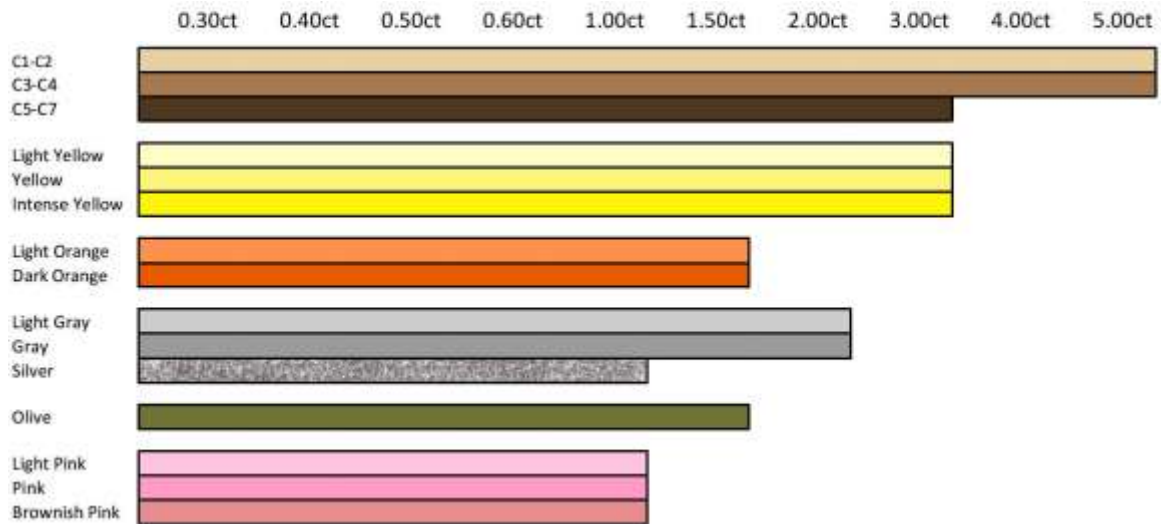 0.30ct 0.40ct 0.50ct 0.60ct 1.00ct 1.50ct 2.00ct 3.00ct 4.00ct 5.00ct
C1-C2
C3-C4
C5-C7
Light Yellow
Yellow
Intense Yellow
Light Orange
Dark Orange
Light Gray
Gray
Silver
Olive
Light Pink
Pink
Brownish Pink